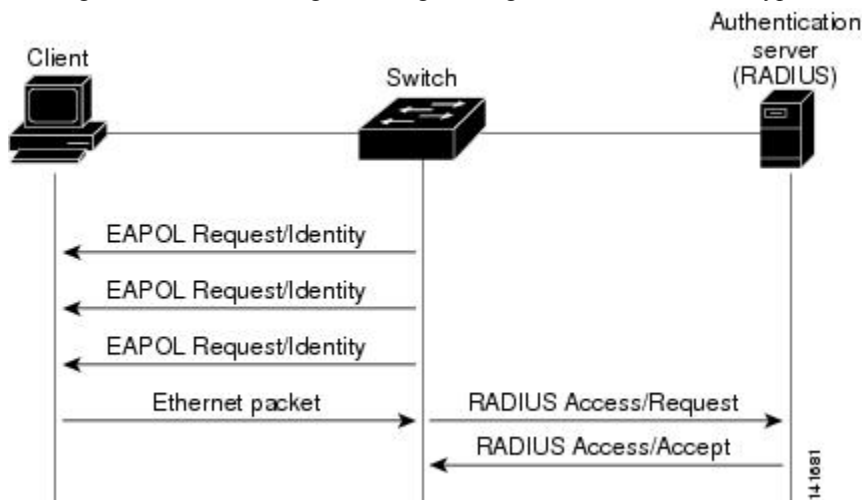 Authentication
server
(RADIUS)
Client
Switch
EAPOL Request/Identity
EAPOL Request/Identity
EAPOL Request/Identity
Ethernet packet
RADIUS Access/Request
RADIUS Access/Accept
141681